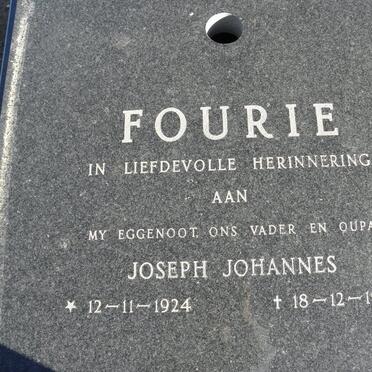 FOURIE
IN LIEFDEVOLLE HERINNERING
AAN
MY EGGENOOT, ONS VADER EN OUPA
JOSEPH JOHANNES
* 12-11-1924 † 18-12-1